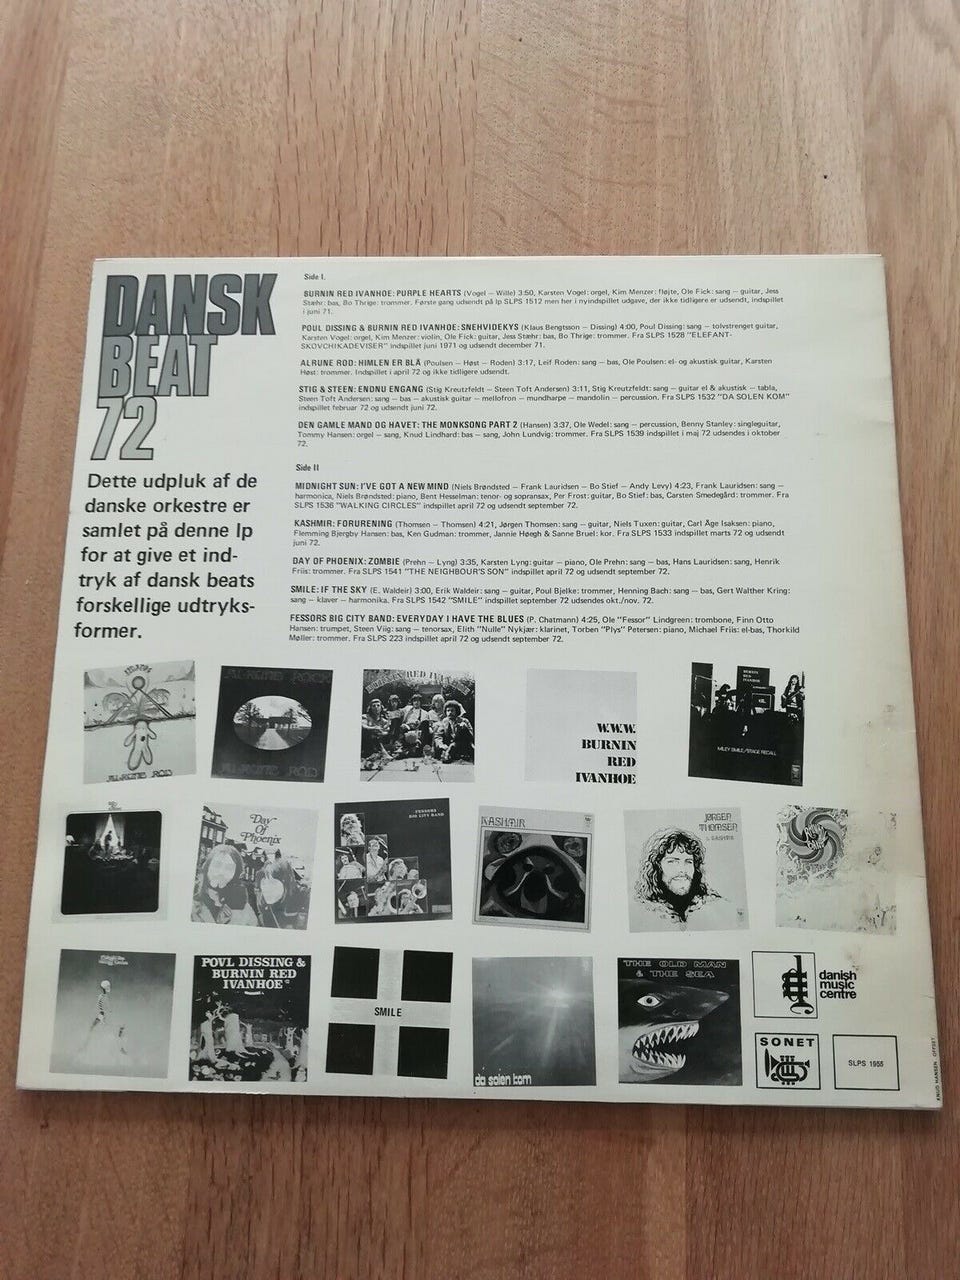 DANSK
BEAT
72
Dette udpluk af de
danske orkestre er
samlet på denne lp
for at give et ind-
tryk af dansk beats
forskellige udtryks-
former.
Side I.
BURNIN RED IVANHOE: PURPLE HEARTS (Vogel – Wille) 3:50, Karsten Vogel: orgel, Kim Menzer: fløjte, Ole Fick: sang – guitar, Jess
Stæhr: bas, Bo Thrige: trommer. Første gang udsendt på lp SLPS 1512 men her i nyindspillet udgave, der ikke tidligere er udsendt, indspillet
i juni 71.
POUL DISSING & BURNIN RED IVANHOE: SNEHVIDEKYS (Klaus Bengtsson – Dissing) 4:00, Poul Dissing: sang – tolvstrenget guitar,
Karsten Vogel: orgel, Kim Menzer: violin, Ole Fick: guitar, Jess Stæhr: bas, Bo Thrige: trommer. Fra SLPS 1528 "ELEFANT-
SKOVCHIKADEVISER" indspillet juni 1971 og udsendt december 71.
ALRUNE RØD: HIMLEN ER BLÅ (Poulsen – Høst – Roden) 3:17, Leif Roden: sang – bas, Ole Poulsen: el- og akustisk guitar, Karsten
Høst: trommer. Indspillet i april 72 og ikke tidligere udsendt.
STIG & STEEN: ENDNU ENGANG (Stig Kreutzfeldt – Steen Toft Andersen) 3:11, Stig Kreutzfeldt: sang – guitar el & akustisk – tabla,
Steen Toft Andersen: sang – bas – akustisk guitar – mellofron – mundharpe – mandolin – percussion. Fra SLPS 1532 "DA SOLEN KOM"
indspillet februar 72 og udsendt juni 72.
DEN GAMLE MAND OG HAVET: THE MONKSONG PART 2 (Hansen) 3:37, Ole Wedel: sang – percussion, Benny Stanley: singleguitar,
Tommy Hansen: orgel – sang, Knud Lindhard: bas – sang, John Lundvig: trommer. Fra SLPS 1539 indspillet i maj 72 udsendes i oktober
72.
Side II
MIDNIGHT SUN: I'VE GOT A NEW MIND (Niels Brøndsted – Frank Lauridsen – Bo Stief – Andy Levy) 4:23, Frank Lauridsen: sang –
harmonica, Niels Brøndsted: piano, Bent Hesselman: tenor- og sopransax, Per Frost: guitar, Bo Stief: bas, Carsten Smedegård: trommer. Fra
SLPS 1536 "WALKING CIRCLES" indspillet april 72 og udsendt september 72.
KASHMIR: FORURENING (Thomsen – Thomsen) 4:21, Jørgen Thomsen: sang – guitar, Niels Tuxen: guitar, Carl Åge Isaksen: piano,
Flemming Bjergby Hansen: bas, Ken Gudman: trommer, Jannie Høegh & Sanne Bruel: kor. Fra SLPS 1533 indspillet marts 72 og udsendt
juni 72.
DAY OF PHOENIX: ZOMBIE (Prehn – Lyng) 3:35, Karsten Lyng: guitar – piano, Ole Prehn: sang – bas, Hans Lauridsen: sang, Henrik
Friis: trommer. Fra SLPS 1541 "THE NEIGHBOUR'S SON" indspillet april 72 og udsendt september 72.
SMILE: IF THE SKY (E. Waldeir) 3:00, Erik Waldeir: sang – guitar, Poul Bjelke: trommer, Henning Bach: sang – bas, Gert Walther Kring:
sang – klaver – harmonika. Fra SLPS 1542 "SMILE" indspillet september 72 udsendes okt./nov. 72.
FESSORS BIG CITY BAND: EVERYDAY I HAVE THE BLUES (P. Chatmann) 4:25, Ole "Fessor" Lindgreen: trombone, Finn Otto
Hansen: trumpet, Steen Viig: sang – tenorsax, Elith "Nulle" Nykjær: klarinet, Torben "Plys" Petersen: piano, Michael Friis: el-bas, Thorkild
Møller: trommer. Fra SLPS 223 indspillet april 72 og udsendt september 72.
BURNIN RED IVANHOE
W.W.W.
BURNIN
RED
IVANHOE
BURNIN
RED
IVANHOE
MILEY SMILE/STAGE RECALL
Day
Of
Phoenix
FESSORS
BIG CITY BAND
KASHMIR
JØRGEN
THOMSEN
KASHMIR
POVL DISSING &
BURNIN RED
IVANHOE
SMILE
da solen kom
THE OLD MAN
& THE SEA
danish
music
centre
SONET
SLPS 1955
KNUD HANSEN OFFSET